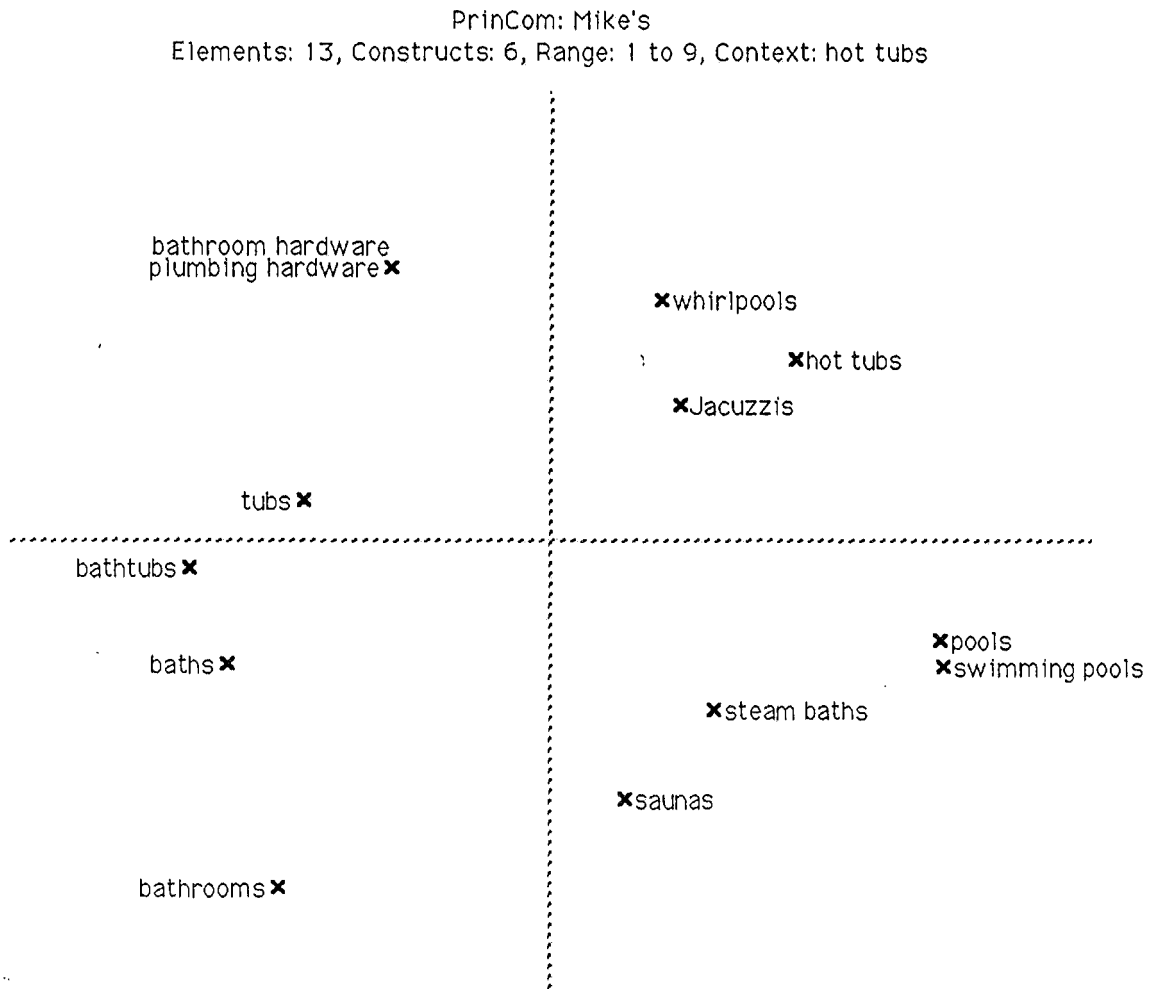 PrinCom: Mike's
Elements: 13, Constructs: 6, Range: 1 to 9, Context: hot tubs
bathroom hardware
plumbing hardware
whirlpools
hot tubs
Jacuzzis
tubs
bathtubs
pools
baths
swimming pools
steam baths
saunas
bathrooms